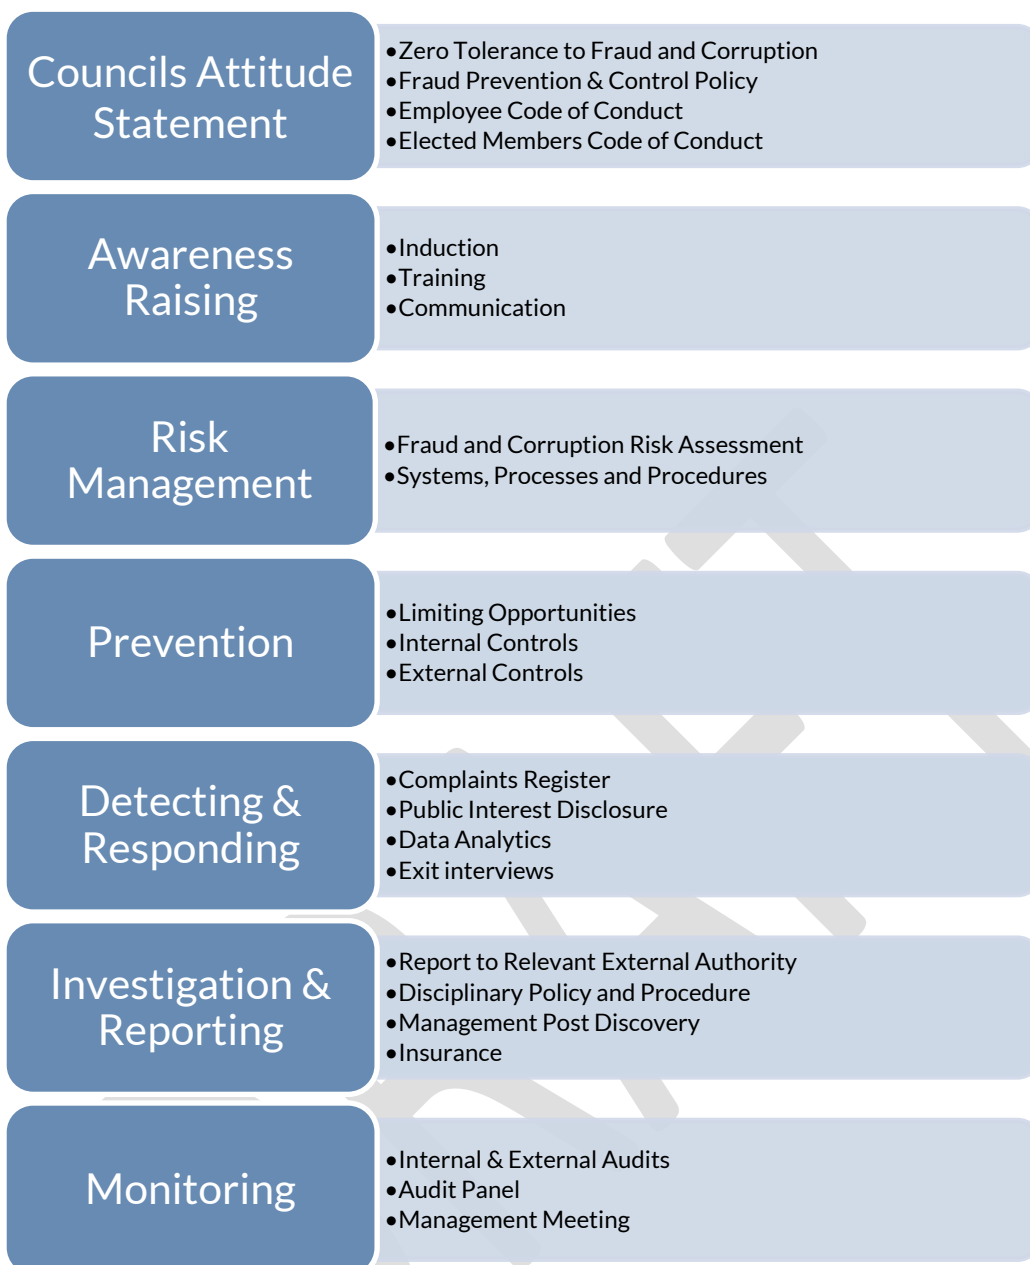 Councils Attitude
Statement
•Zero Tolerance to Fraud and Corruption
•Fraud Prevention & Control Policy
•Employee Code of Conduct
•Elected Members Code of Conduct
Awareness
Raising
•Induction
•Training
•Communication
Risk
Management
•Fraud and Corruption Risk Assessment
•Systems, Processes and Procedures
Prevention
•Limiting Opportunities
•Internal Controls
•External Controls
Detecting &
Responding
•Complaints Register
•Public Interest Disclosure
•Data Analytics
•Exit interviews
Investigation &
Reporting
•Report to Relevant External Authority
•Disciplinary Policy and Procedure
•Management Post Discovery
•Insurance
Monitoring
•Internal & External Audits
•Audit Panel
•Management Meeting
DRAFT